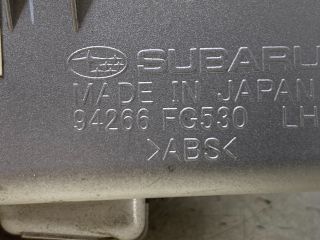 SUBARU
MADE IN JAPAN
94266 FG530 LH
>ABS<